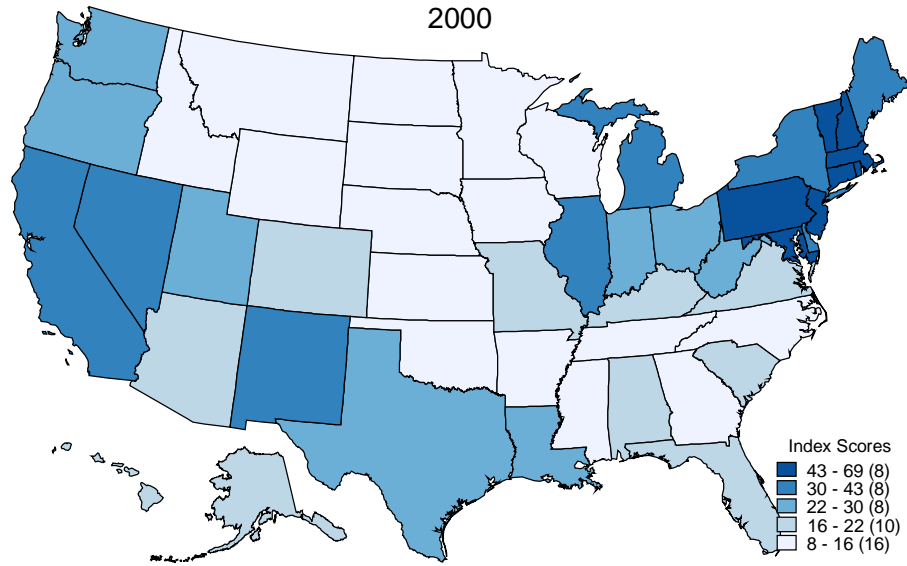 2000
Index Scores
43 - 69 (8)
30 - 43 (8)
22 - 30 (8)
16 - 22 (10)
8 - 16 (16)